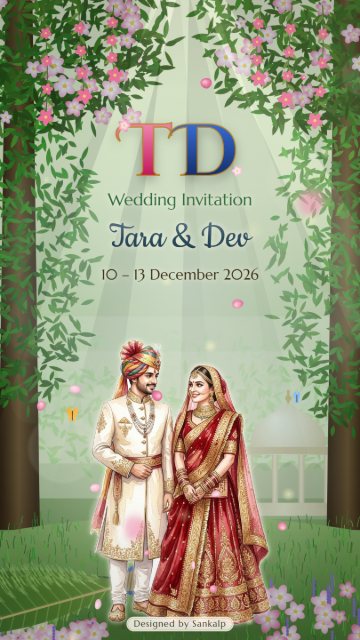 TD
Wedding Invitation
Tara & Dev
10 – 13 December 2026
Designed by Sankalp